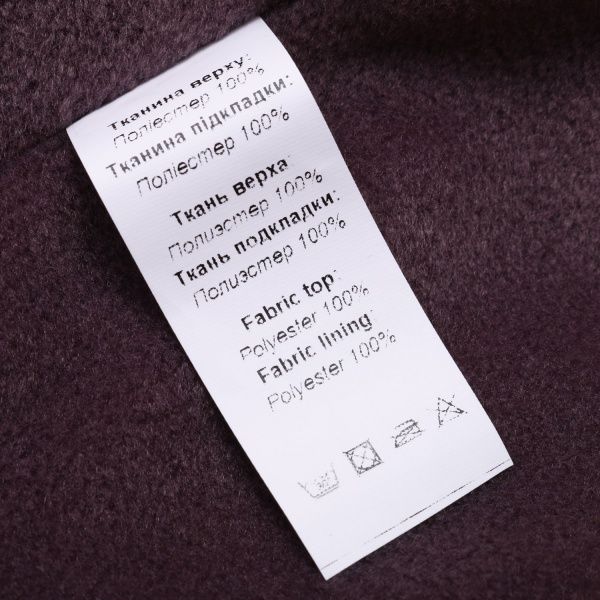 Тканина верху:
Поліестер 100%
Тканина підкладки:
Поліестер 100%
Ткань верха
Полиэстер 100%
Ткань подкладки:
Полиэстер 100%
Fabric top:
Polyester 100%
Fabric lining:
Polyester 100%